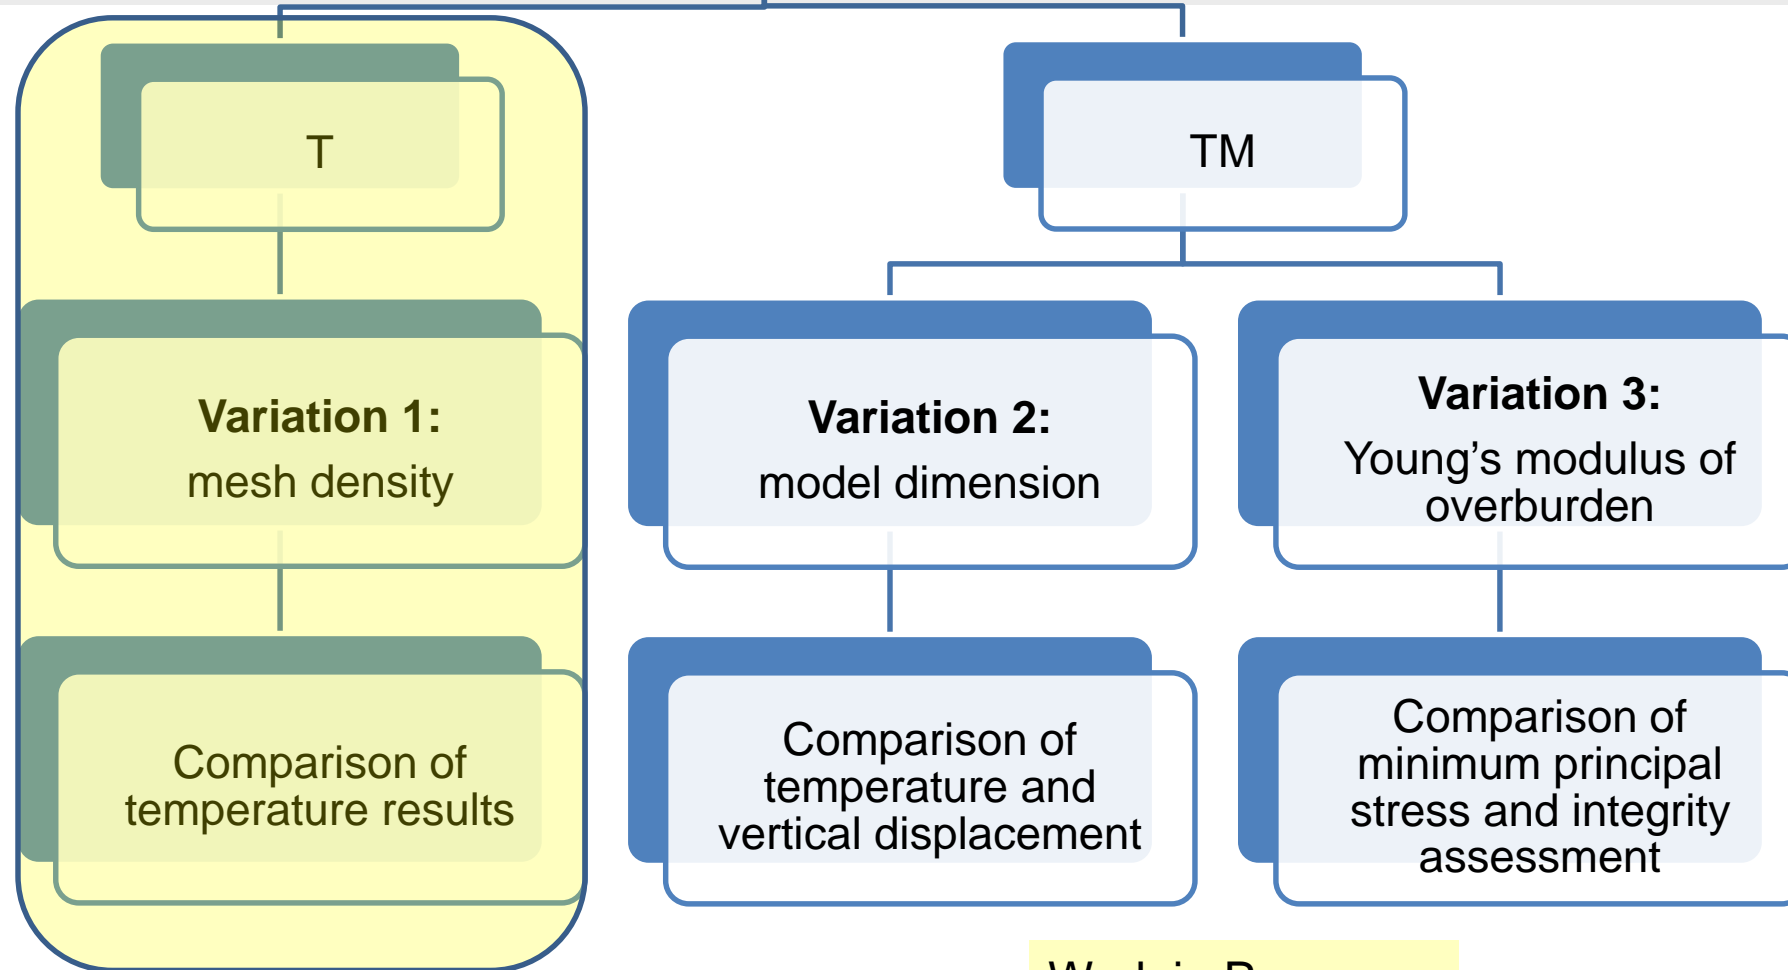 T
TM
Variation 1:
mesh density
Variation 2:
model dimension
Variation 3:
Young's modulus of
overburden
Comparison of
temperature results
Comparison of
temperature and
vertical displacement
Comparison of
minimum principal
stress and integrity
assessment